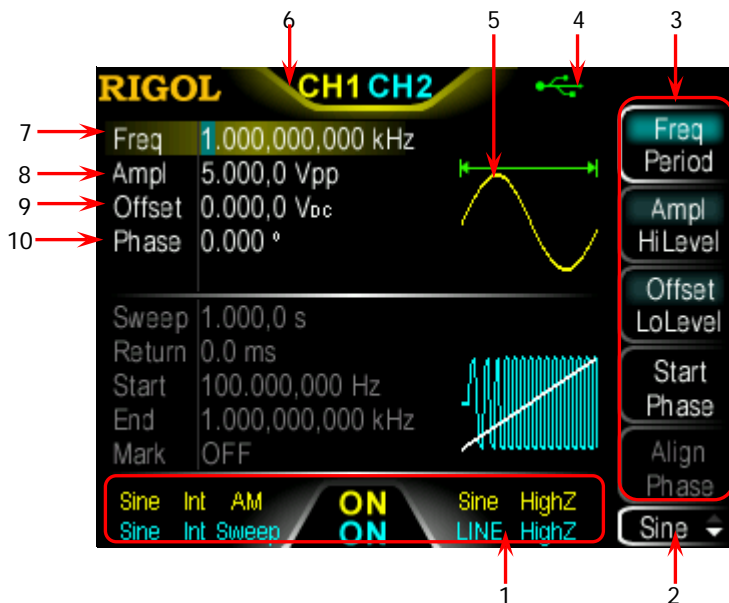 6 5 4 3
RIGOL CH1 CH2
7 Freq 1.000,000,000 kHz
8 Ampl 5.000,0 Vpp
9 Offset 0.000,0 VDC
10 Phase 0.000 °
Sweep 1.000,0 s
Return 0.0 ms
Start 100.000,000 Hz
End 1.000,000,000 kHz
Mark OFF
Freq
Period
Ampl
HiLevel
Offset
LoLevel
Start
Phase
Align
Phase
Sine Int AM ON Sine HighZ
Sine Int Sweep ON LINE HighZ
Sine
1 2